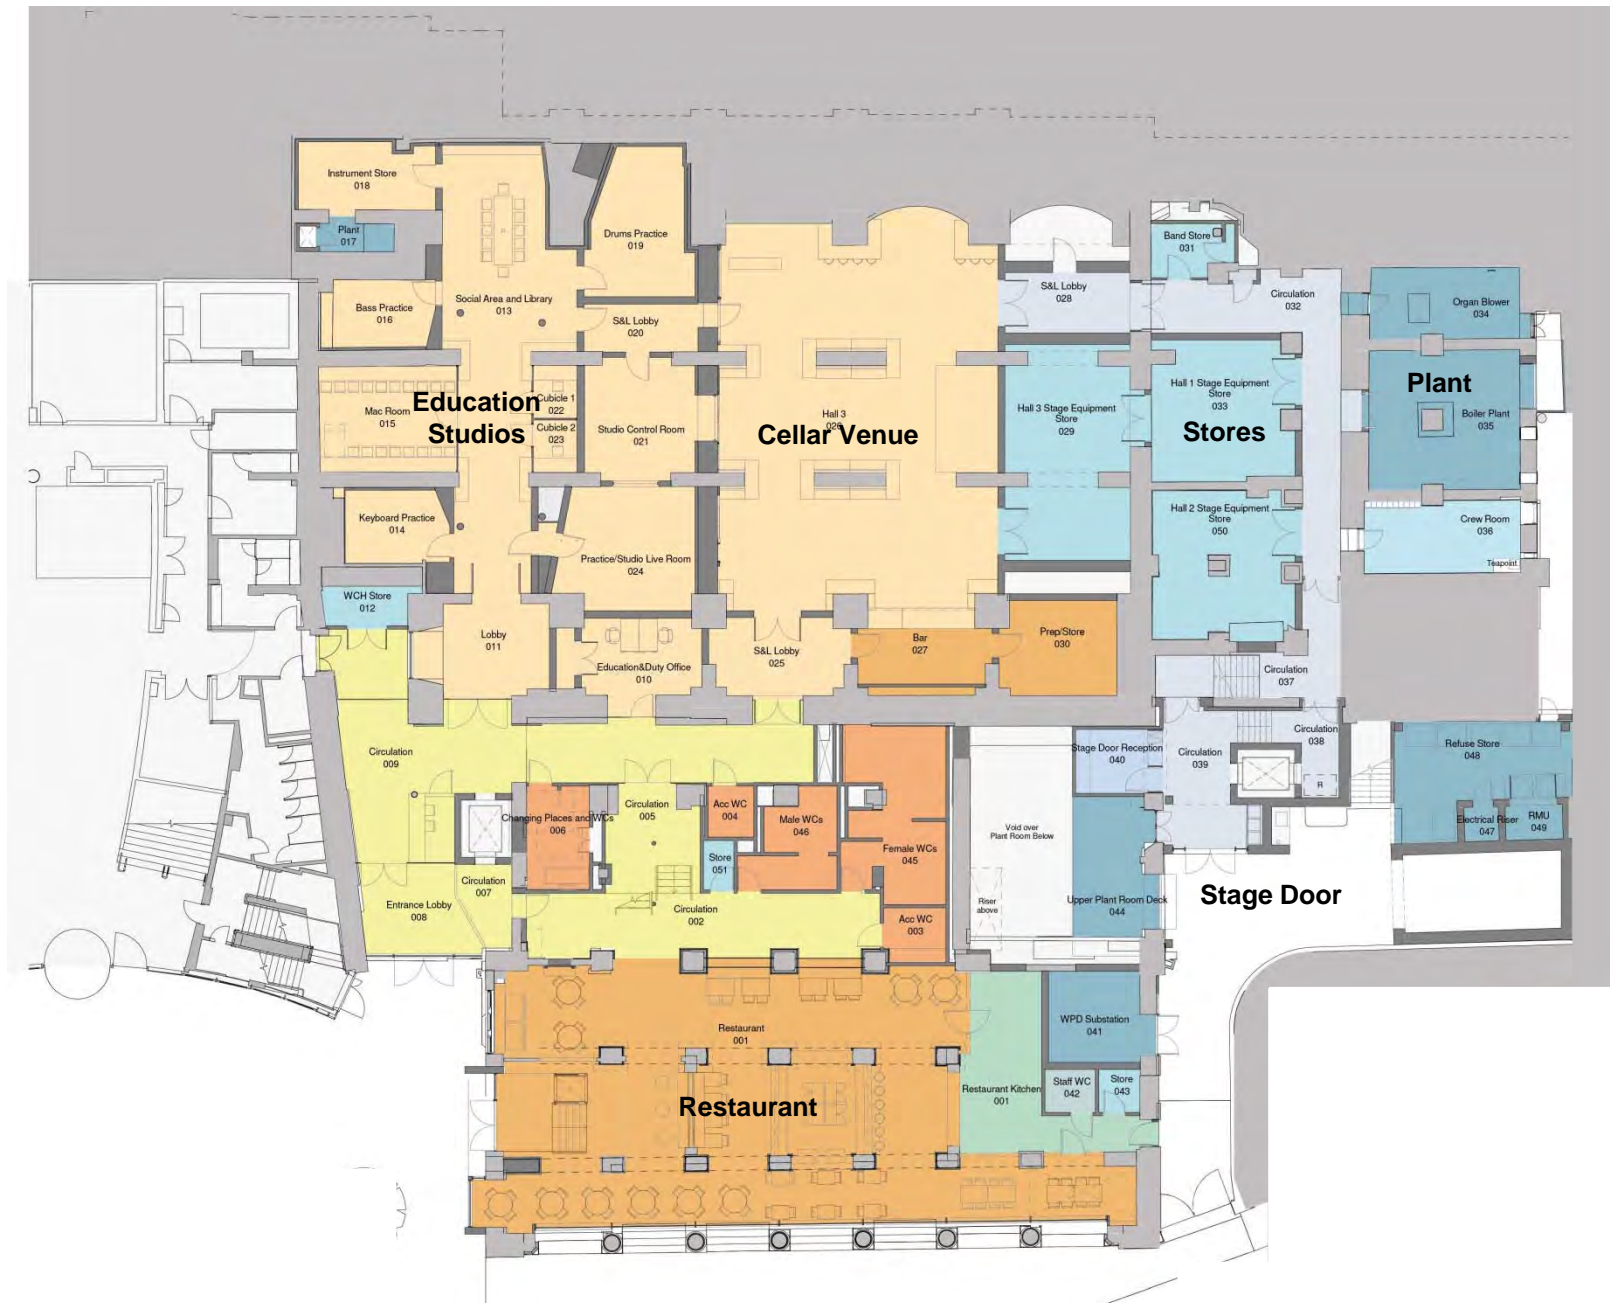 Instrument Store
018
Plant
017
Drums Practice
019
Band Store
031
Bass Practice
016
Social Area and Library
013
S&L Lobby
020
S&L Lobby
028
Circulation
032
Organ Blower
034
Mac Room
015
Education
Studios
Cubicle 1
022
Cubicle 2
023
Studio Control Room
021
Hall 3
026
Cellar Venue
Hall 3 Stage Equipment
Store
029
Hall 1 Stage Equipment
Store
033
Stores
Plant
Boiler Plant
035
Keyboard Practice
014
Practice/Studio Live Room
024
Hall 2 Stage Equipment
Store
050
Crew Room
036
Teapoint
WCH Store
012
Lobby
011
Education&Duty Office
010
S&L Lobby
025
Bar
027
Prep/Store
030
Circulation
037
Circulation
009
Stage Door Reception
040
Circulation
039
Circulation
038
R
Refuse Store
048
Electrical Riser
047
RMU
049
Changing Places and WCs
006
Circulation
005
Acc WC
004
Male WCs
046
Store
051
Female WCs
045
Void over
Plant Room Below
Circulation
007
Entrance Lobby
008
Circulation
002
Acc WC
003
Riser
above
Upper Plant Room Deck
044
Stage Door
Restaurant
001
WPD Substation
041
Restaurant
Restaurant Kitchen
001
Staff WC
042
Store
043